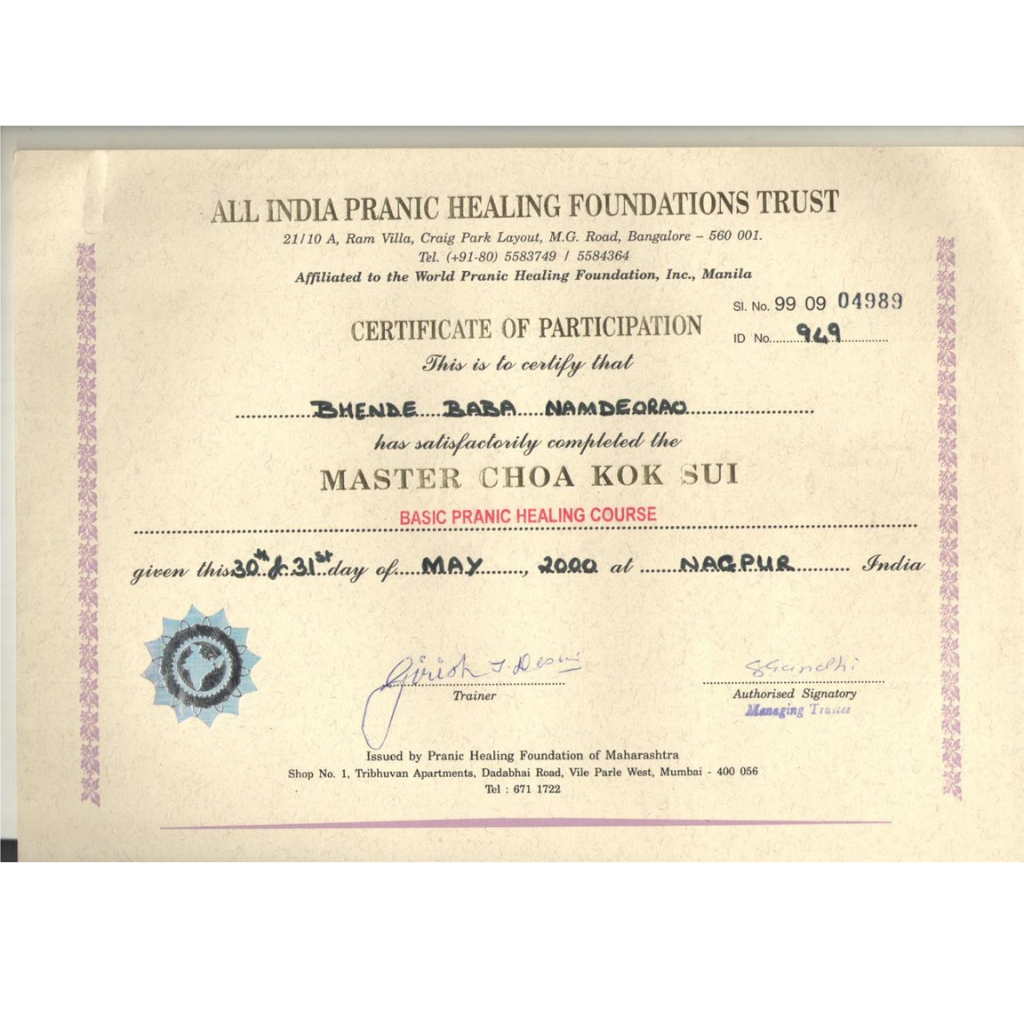 ALL INDIA PRANIC HEALING FOUNDATIONS TRUST
21/10 A, Ram Villa, Craig Park Layout, M.G. Road, Bangalore – 560 001.
Tel. (+91-80) 5583749 / 5584364
Affiliated to the World Pranic Healing Foundation, Inc., Manila
Sl. No. 99 09 04989
CERTIFICATE OF PARTICIPATION
ID No. 949
This is to certify that
BHENDE BABA NAMDEORAO
has satisfactorily completed the
MASTER CHOA KOK SUI
BASIC PRANIC HEALING COURSE
given this 30th & 31st day of MAY, 2000 at NAGPUR India
Girish J. Desai
SGandhi
Trainer
Authorised Signatory
Managing Trustee
Issued by Pranic Healing Foundation of Maharashtra
Shop No. 1, Tribhuvan Apartments, Dadabhai Road, Vile Parle West, Mumbai - 400 056
Tel : 671 1722